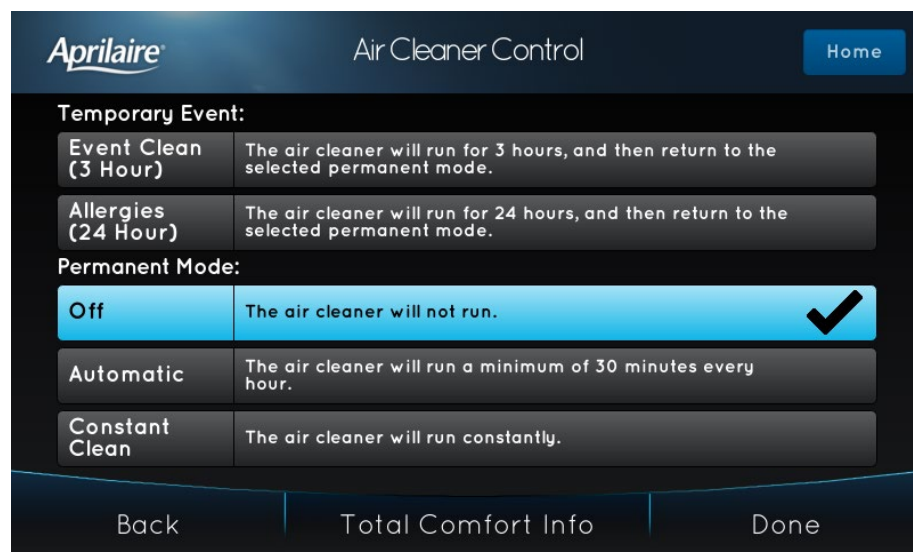 Aprilaire
Air Cleaner Control
Home
Temporary Event:
Event Clean
(3 Hour)
The air cleaner will run for 3 hours, and then return to the
selected permanent mode.
Allergies
(24 Hour)
The air cleaner will run for 24 hours, and then return to the
selected permanent mode.
Permanent Mode:
Off
The air cleaner will not run.
Automatic
The air cleaner will run a minimum of 30 minutes every
hour.
Constant
Clean
The air cleaner will run constantly.
Back
Total Comfort Info
Done